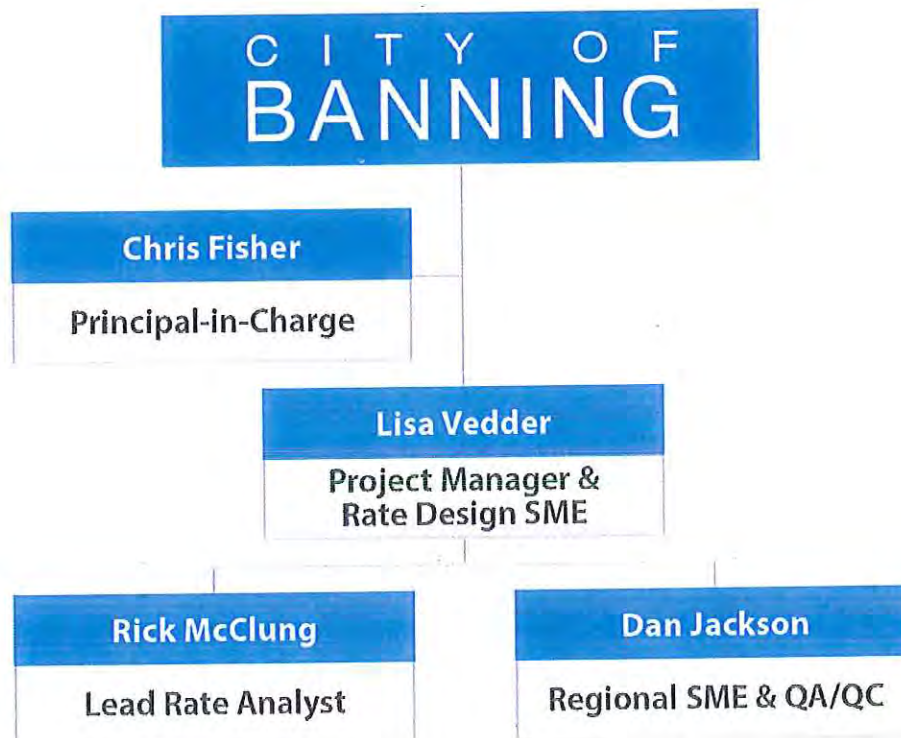 CITY OF
BANNING
Chris Fisher
Principal-in-Charge
Lisa Vedder
Project Manager &
Rate Design SME
Rick McClung
Lead Rate Analyst
Dan Jackson
Regional SME & QA/QC